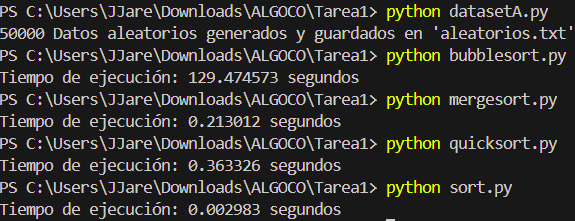 PS C:\Users\JJare\Downloads\ALGOCO\Tarea1> python datasetA.py
50000 Datos aleatorios generados y guardados en 'aleatorios.txt'
PS C:\Users\JJare\Downloads\ALGOCO\Tarea1> python bubblesort.py
Tiempo de ejecución: 129.474573 segundos
PS C:\Users\JJare\Downloads\ALGOCO\Tarea1> python mergesort.py
Tiempo de ejecución: 0.213012 segundos
PS C:\Users\JJare\Downloads\ALGOCO\Tarea1> python quicksort.py
Tiempo de ejecución: 0.363326 segundos
PS C:\Users\JJare\Downloads\ALGOCO\Tarea1> python sort.py
Tiempo de ejecución: 0.002983 segundos